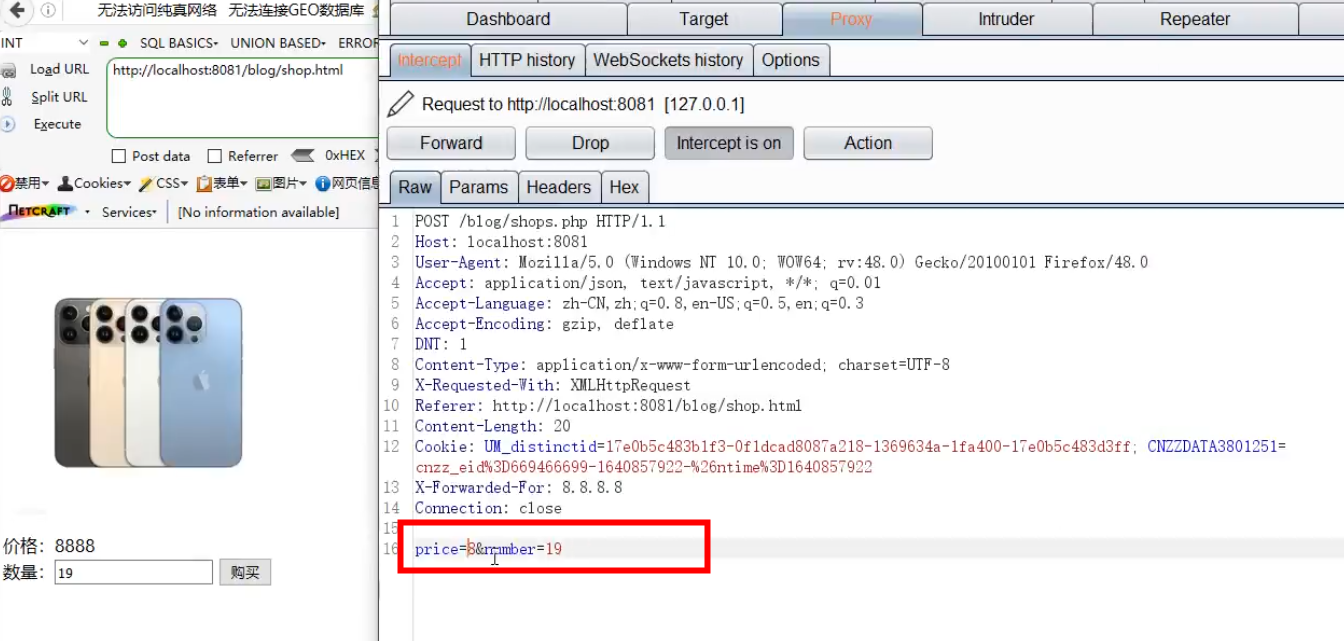 无法访问纯真网络 无法连接GEO数据库
INT SQL BASICS UNION BASED ERROR
Load URL http://localhost:8081/blog/shop.html
Split URL
Execute
Post data Referrer 0xHEX
禁用 Cookies CSS 表单 图片 网页信息
NETCRAFT Services [No information available]
价格: 8888
数量: 19 购买
Dashboard Target Proxy Intruder Repeater
Intercept HTTP history WebSockets history Options
Request to http://localhost:8081 [127.0.0.1]
Forward Drop Intercept is on Action
Raw Params Headers Hex
1 POST /blog/shops.php HTTP/1.1
2 Host: localhost:8081
3 User-Agent: Mozilla/5.0 (Windows NT 10.0; WOW64; rv:48.0) Gecko/20100101 Firefox/48.0
4 Accept: application/json, text/javascript, */*; q=0.01
5 Accept-Language: zh-CN,zh;q=0.8,en-US;q=0.5,en;q=0.3
6 Accept-Encoding: gzip, deflate
7 DNT: 1
8 Content-Type: application/x-www-form-urlencoded; charset=UTF-8
9 X-Requested-With: XMLHttpRequest
10 Referer: http://localhost:8081/blog/shop.html
11 Content-Length: 20
12 Cookie: UM_distinctid=17e0b5c483b1f3-0f1dcad8087a218-1369634a-1fa400-17e0b5c483d3ff; CNZZDATA3801251=
cnzz_eid%3D669466699-1640857922-%26ntime%3D1640857922
13 X-Forwarded-For: 8.8.8.8
14 Connection: close
15
16 price=8&number=19